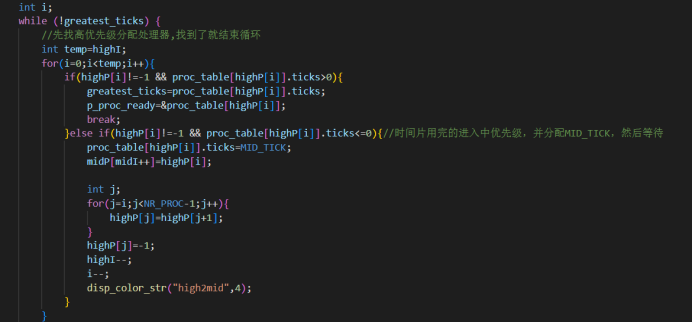 int i;
while (!greatest_ticks) {
//先找高优先级分配处理器,找到了就结束循环
int temp=highI;
for(i=0;i<temp;i++){
if(highP[i]!=-1 && proc_table[highP[i]].ticks>0){
greatest_ticks=proc_table[highP[i]].ticks;
p_proc_ready=&proc_table[highP[i]];
break;
}else if(highP[i]!=-1 && proc_table[highP[i]].ticks<=0){//时间片用完的进入中优先级，并分配MID_TICK，然后等待
proc_table[highP[i]].ticks=MID_TICK;
midP[midI++]=highP[i];
int j;
for(j=i;j<NR_PROC-1;j++){
highP[j]=highP[j+1];
}
highP[j]=-1;
highI--;
i--;
disp_color_str("high2mid",4);
}
}